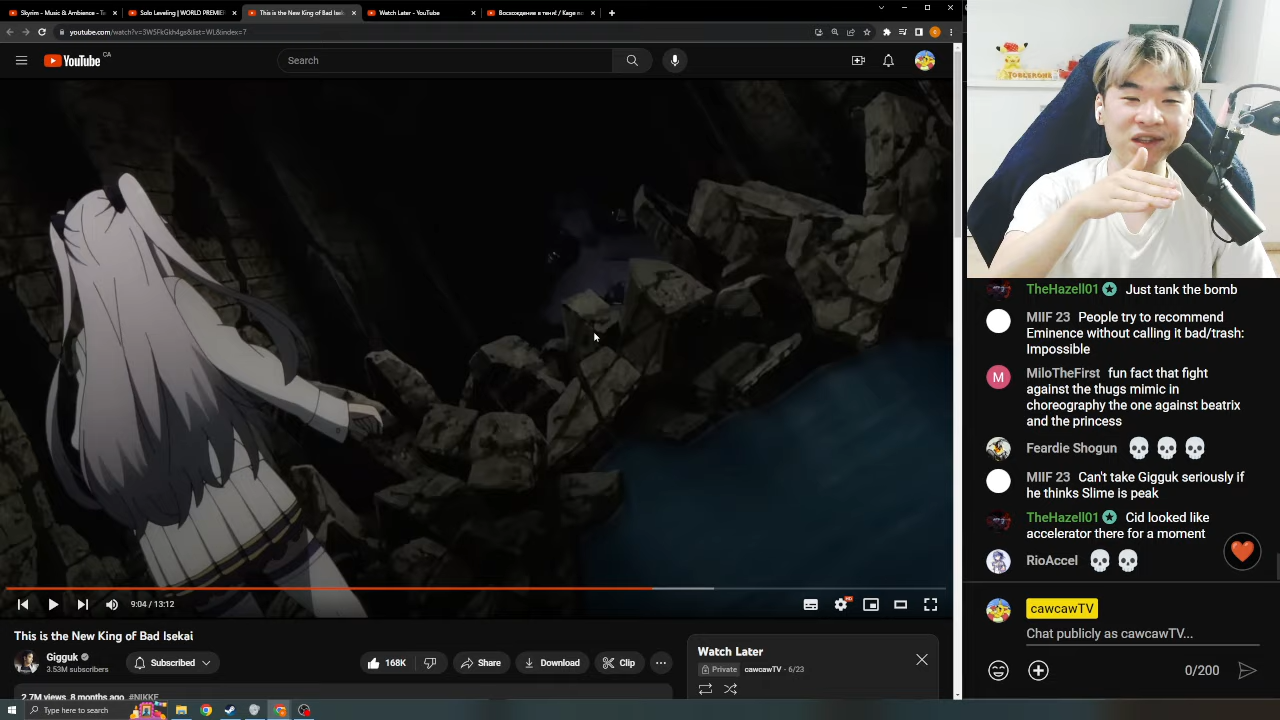 Skyrim - Music & Ambience - T
Solo Leveling | WORLD PREMIE
This is the New King of Bad Isek
Watch Later - YouTube
Восхождение в тени! / Kage
youtube.com/watch?v=3W5FkGkh4gs&list=WL&index=7
YouTube CA
Search
TOBLERONE
TheHazell01 Just tank the bomb
MIIF 23 People try to recommend
Eminence without calling it bad/trash:
Impossible
M MiloTheFirst fun fact that fight
against the thugs mimic in
choreography the one against beatrix
and the princess
Feardie Shogun 💀💀💀
MIIF 23 Can't take Gigguk seriously if
he thinks Slime is peak
TheHazell01 Cid looked like
accelerator there for a moment
RioAccel 💀💀
cawcawTV
Chat publicly as cawcawTV...
0/200
9:04 / 13:12
HD
This is the New King of Bad Isekai
Gigguk
3.53M subscribers
Subscribed
168K
Share
Download
Clip
Watch Later
Private cawcawTV - 6/23
2.7M views 8 months ago #NIKKE
Type here to search